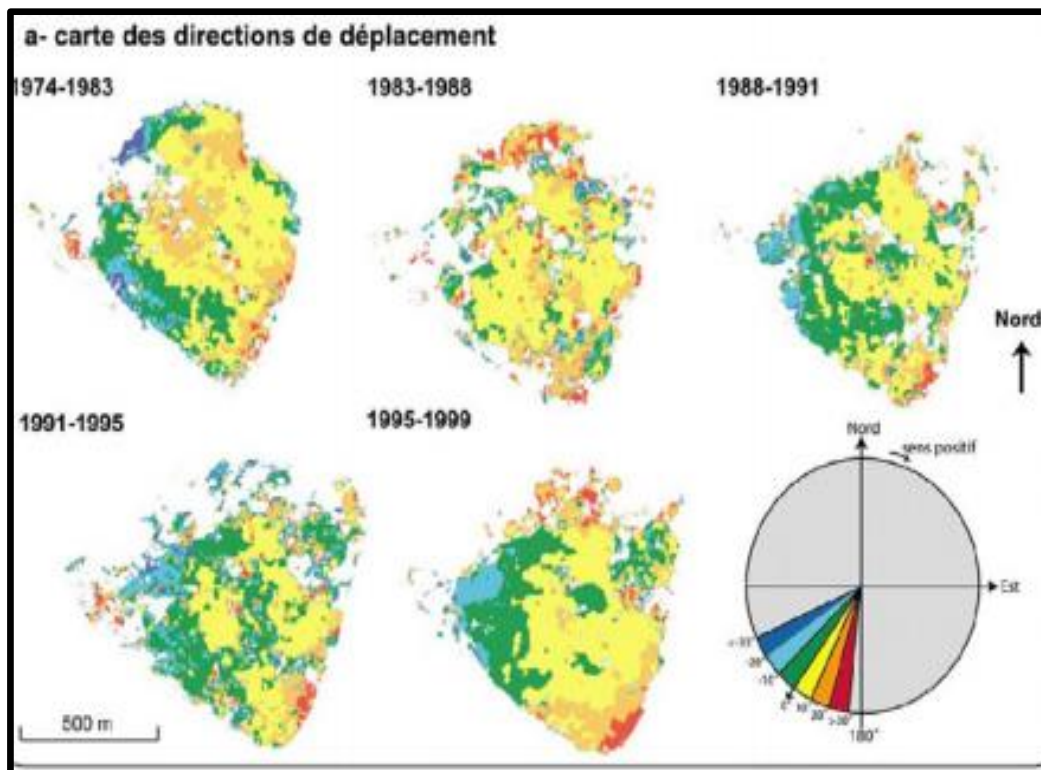 a- carte des directions de déplacement
1974-1983
1983-1988
1988-1991
Nord
1991-1995
1995-1999
Nord
sens positif
Est
-20°
-10°
0°
10°
20°
>30°
180°
500 m